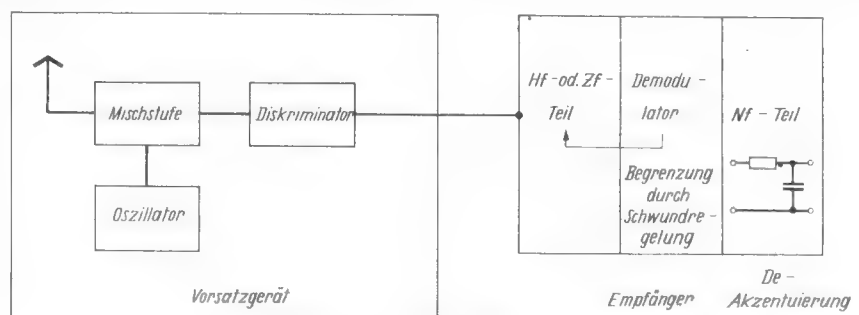 Mischstufe
Diskriminator
Oszillator
Vorsatzgerät
Hf-od. Zf-
Teil
Demodu-
lator
Begrenzung
durch
Schwundre-
gelung
Nf-Teil
Empfänger
De-
Akzentuierung